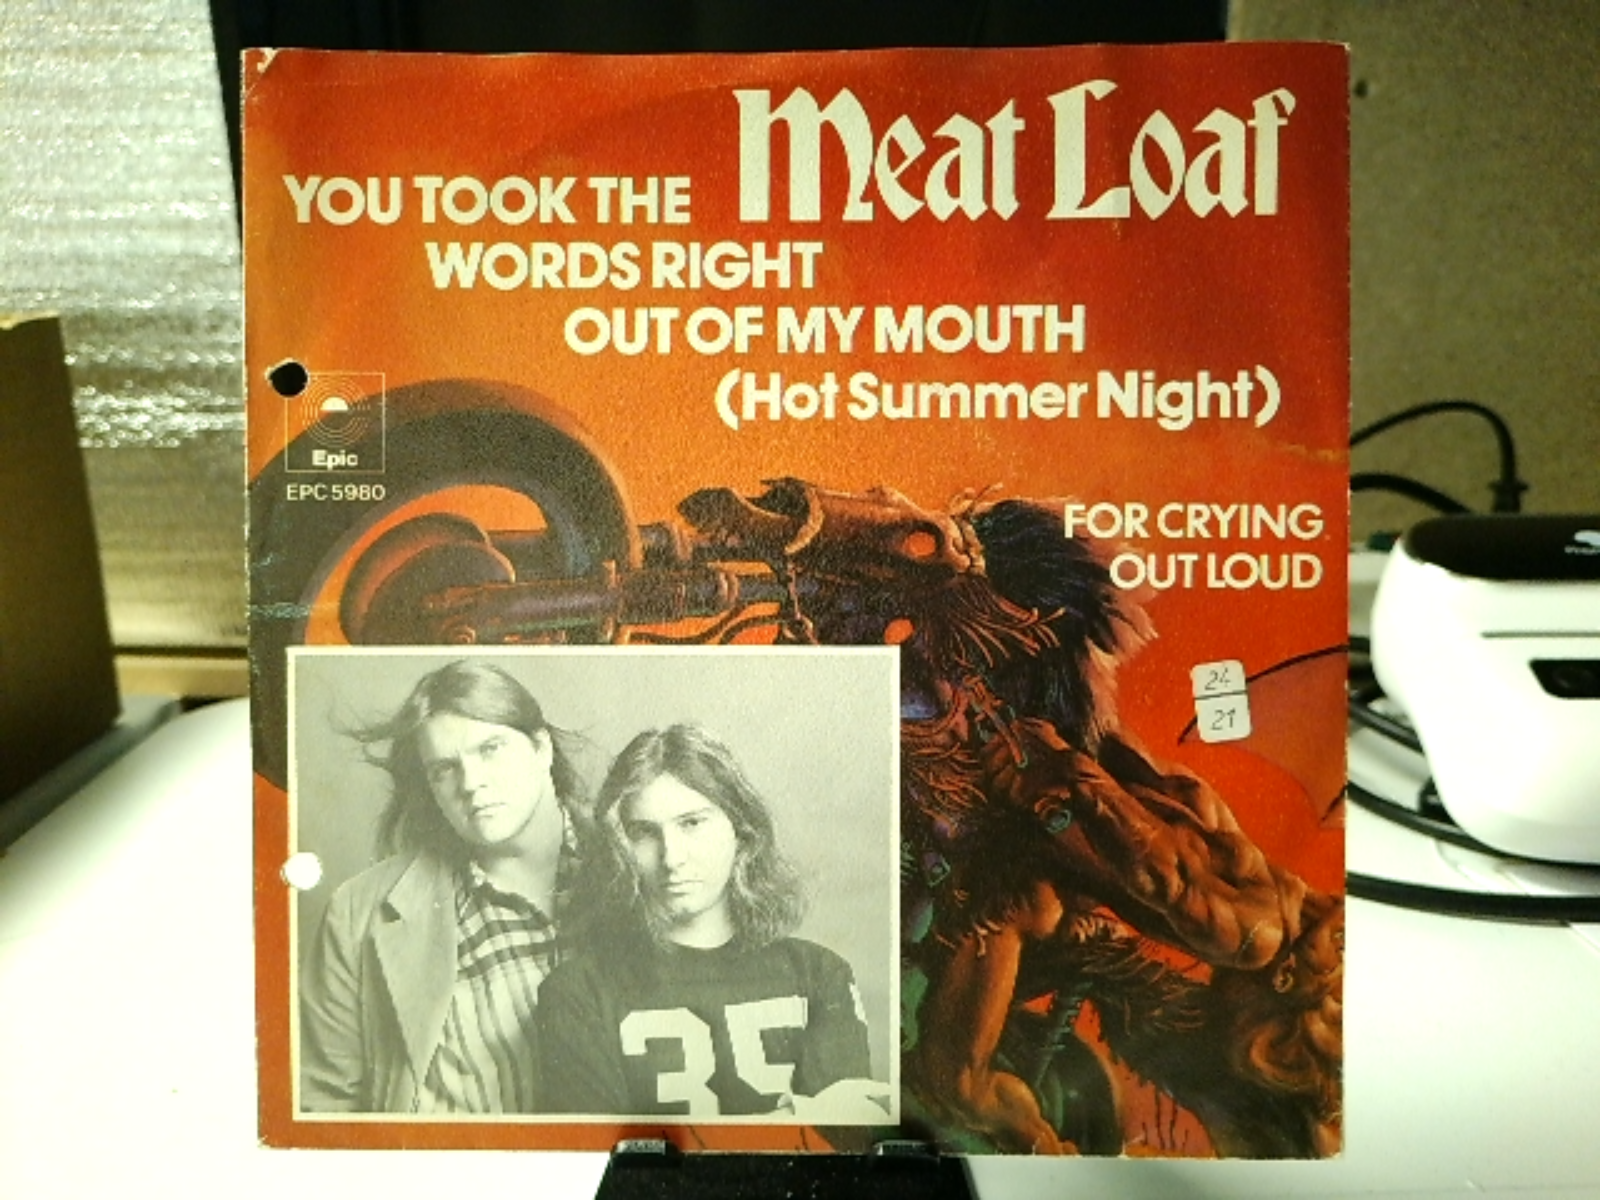 Meat Loaf
YOU TOOK THE
WORDS RIGHT
OUT OF MY MOUTH
(Hot Summer Night)
Epic
EPC 5980
FOR CRYING
OUT LOUD
24
21
35